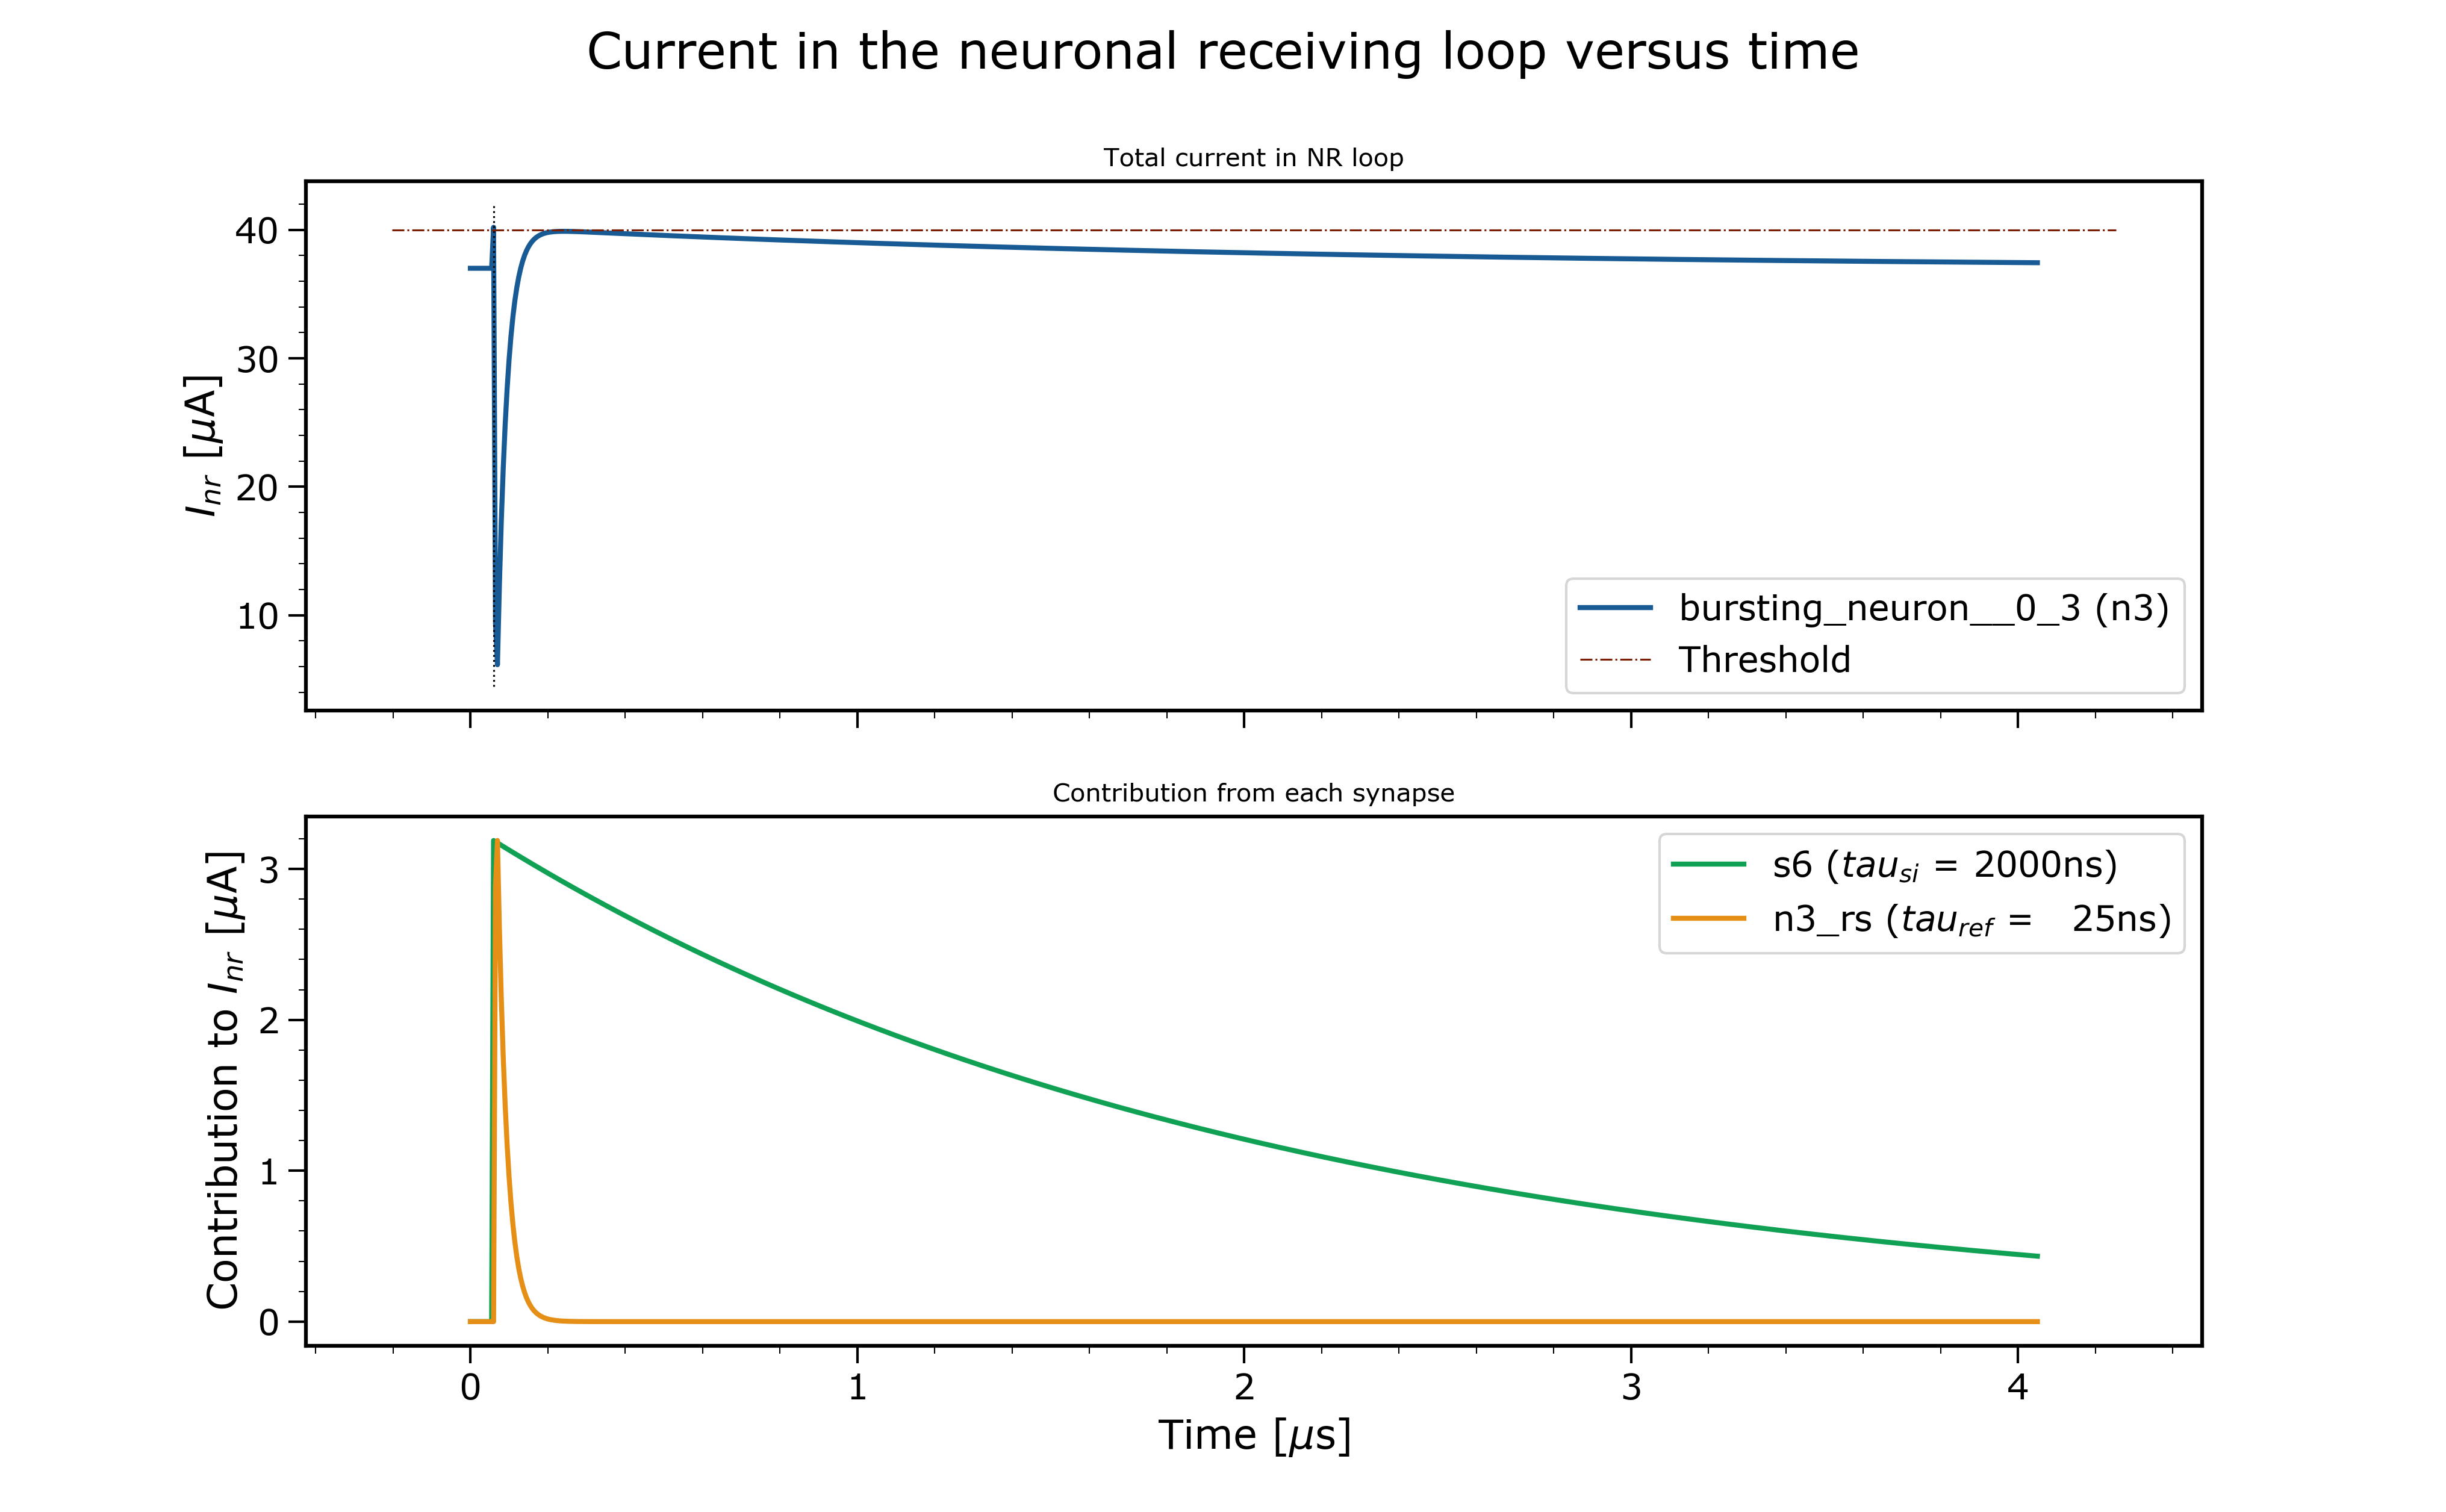 Current in the neuronal receiving loop versus time
Total current in NR loop
40
30
20
10
I_nr [μA]
bursting_neuron__0_3 (n3)
Threshold
Contribution from each synapse
3
2
1
0
Contribution to I_nr [μA]
s6 (tau_si = 2000ns)
n3_rs (tau_ref = 25ns)
0 1 2 3 4
Time [μs]